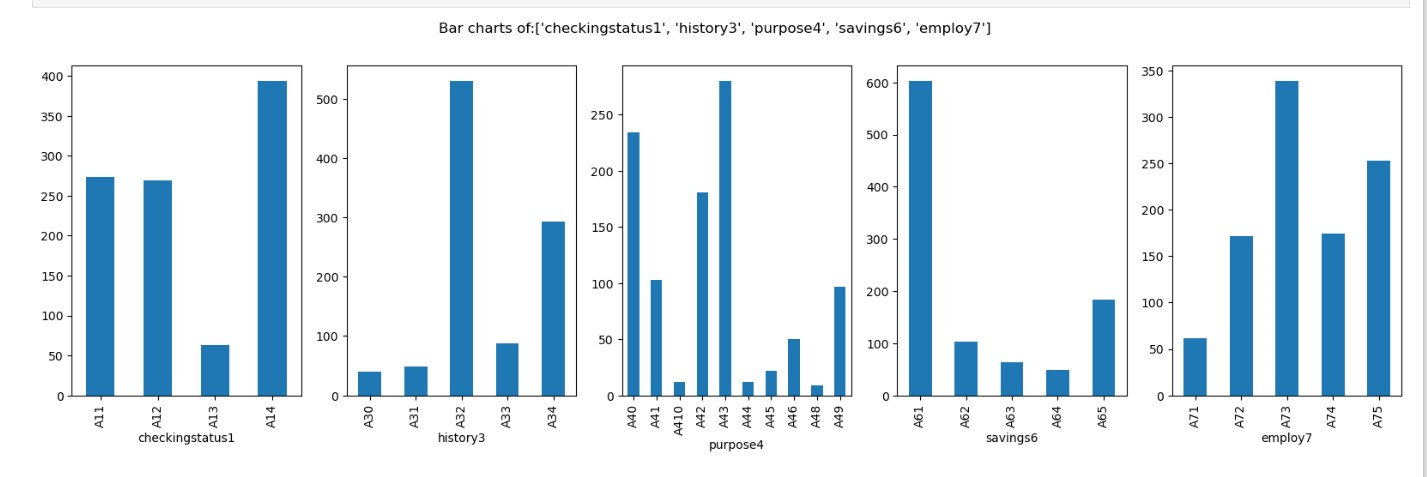 Bar charts of:['checkingstatus1', 'history3', 'purpose4', 'savings6', 'employ7']
400
350
300
250
200
150
100
50
0
A11
A12
A13
A14
checkingstatus1
500
400
300
200
100
0
A30
A31
A32
A33
A34
history3
250
200
150
100
50
0
A40
A41
A410
A42
A43
A44
A45
A46
A48
A49
purpose4
600
500
400
300
200
100
0
A61
A62
A63
A64
A65
savings6
350
300
250
200
150
100
50
0
A71
A72
A73
A74
A75
employ7